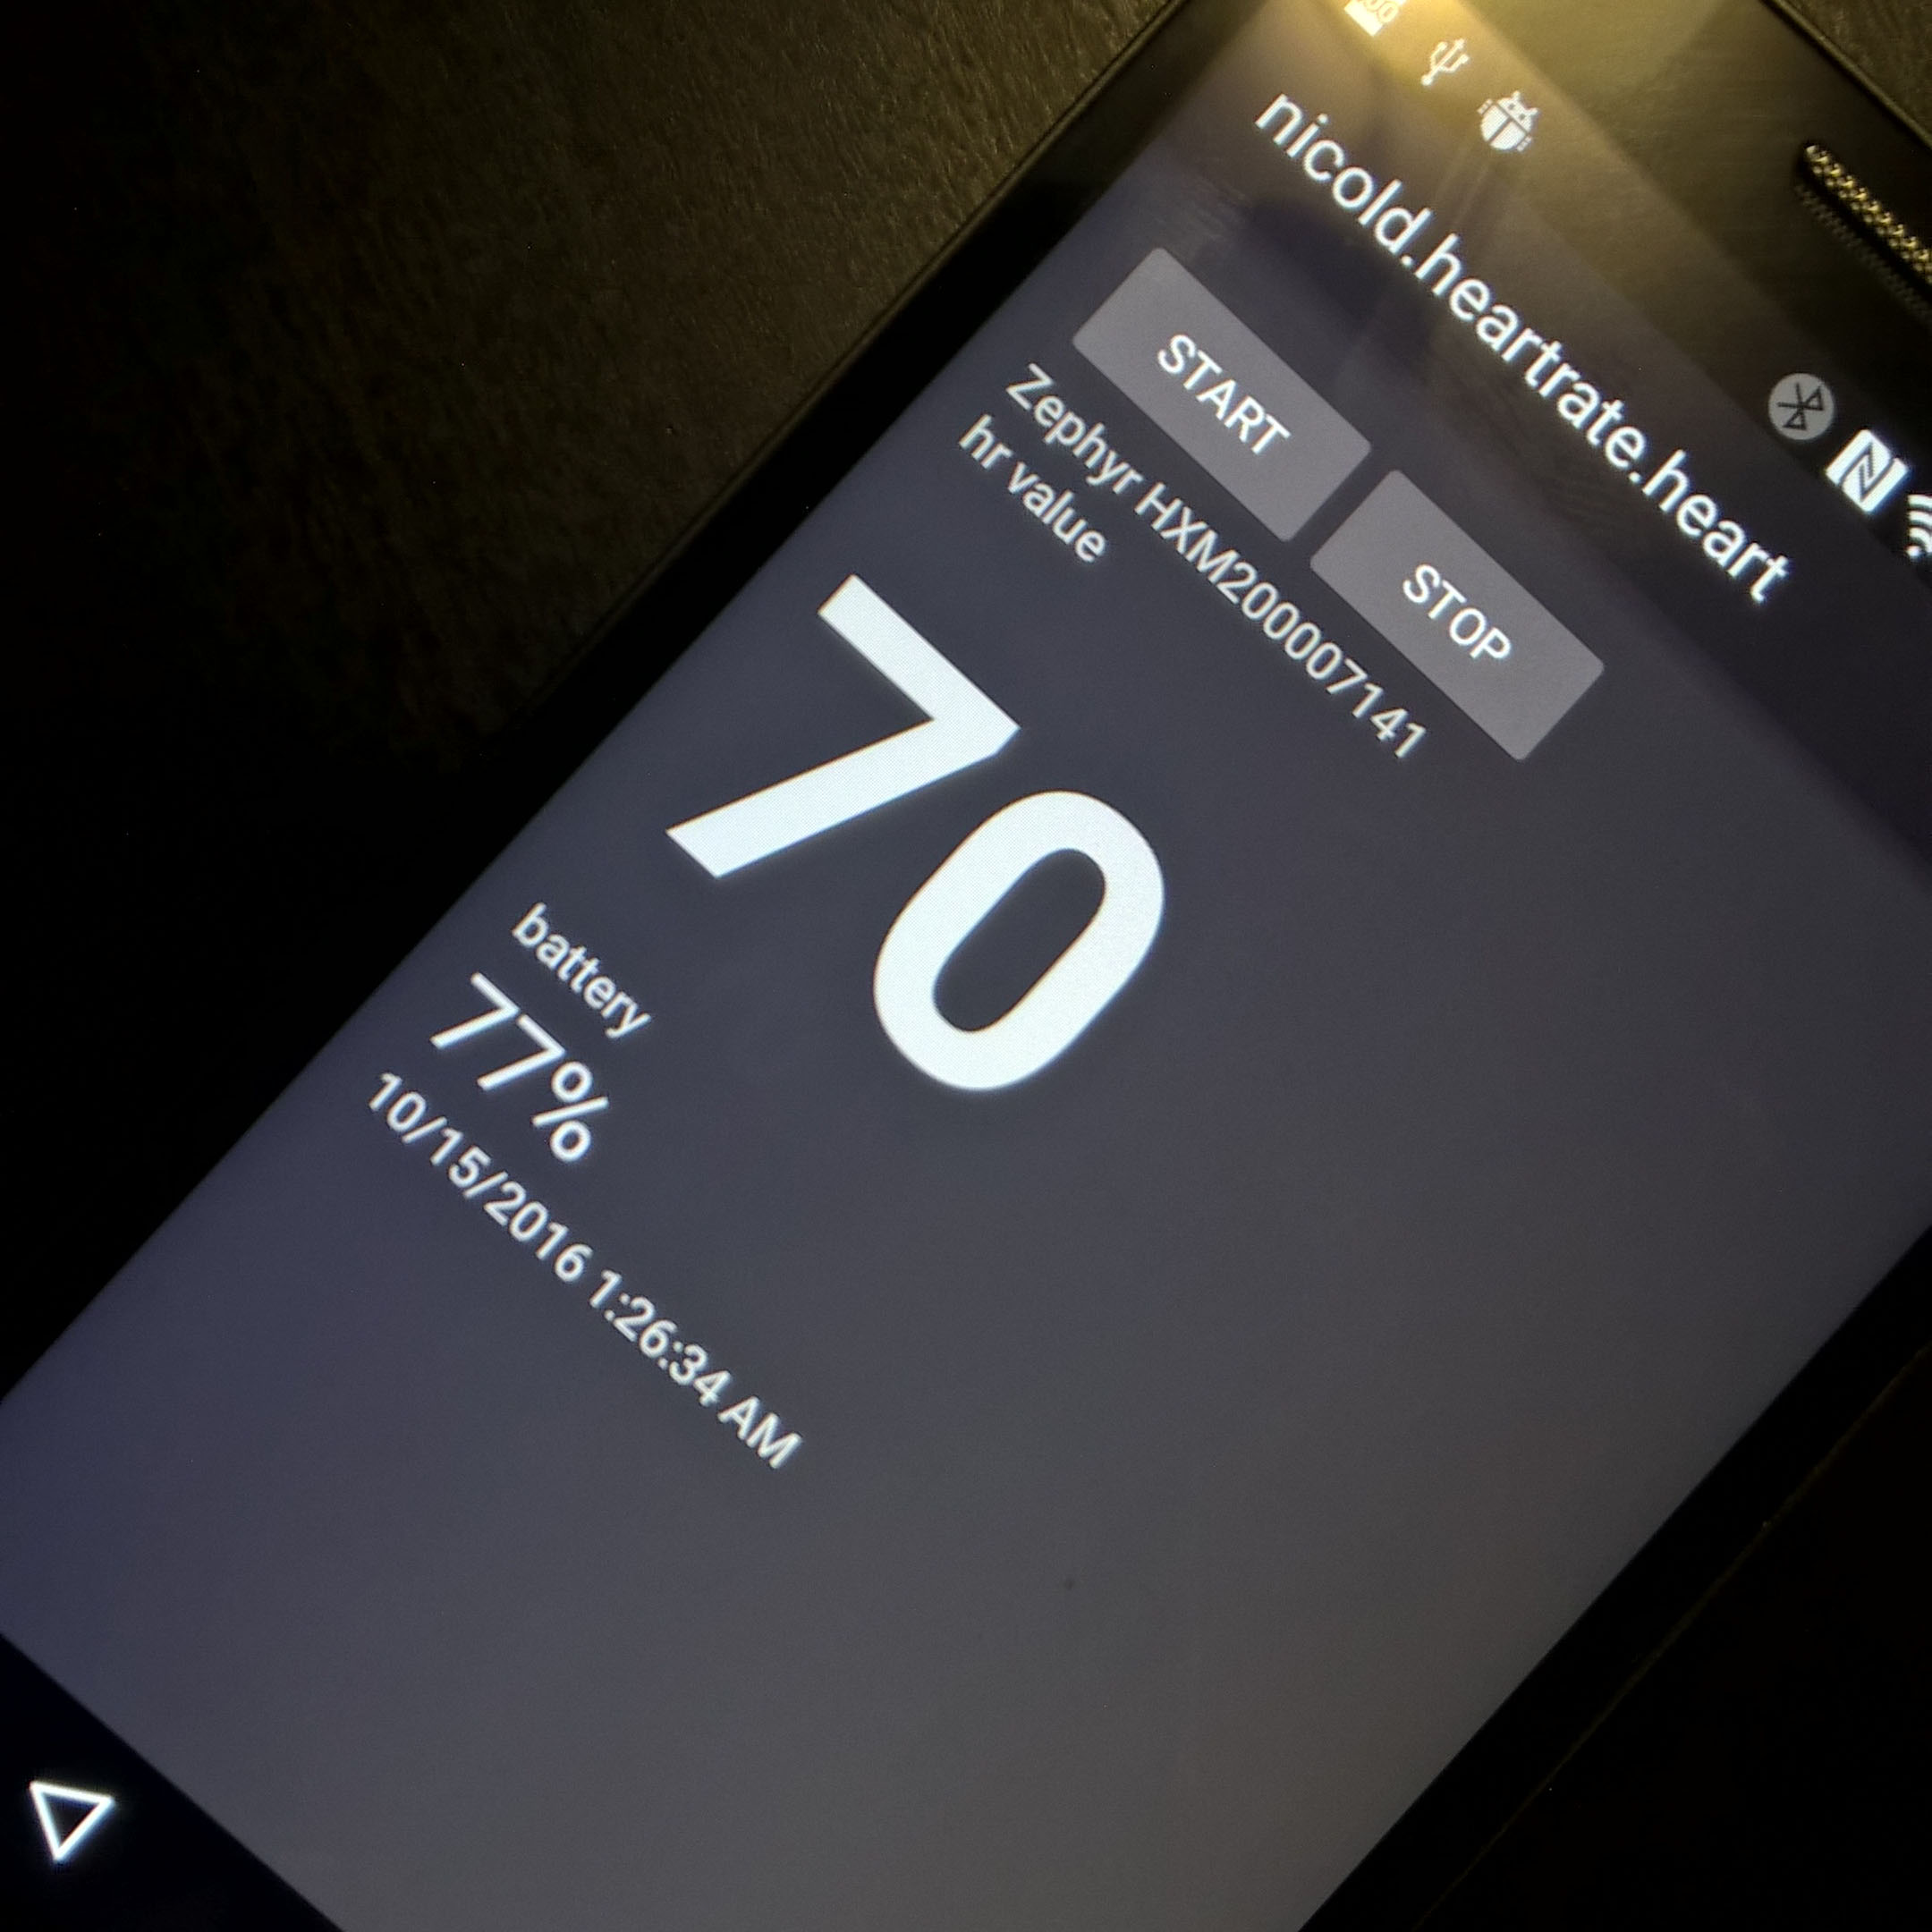 nicold.heartrate.heart
START STOP
Zephyr HXM200007141
hr value
70
battery
77%
10/15/2016 1:26:34 AM